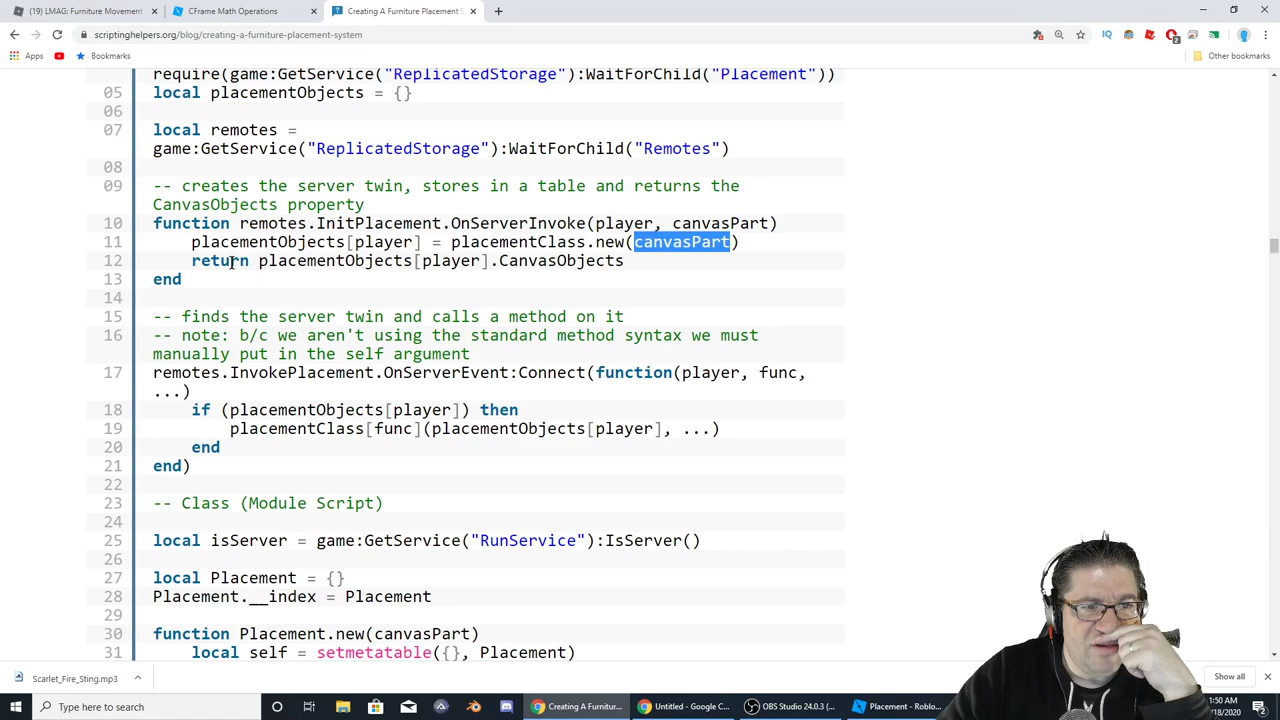 (19) LMAG: Furniture Movement
CFrame Math Operations
Creating A Furniture Placement S
scriptinghelpers.org/blog/creating-a-furniture-placement-system
Apps
Bookmarks
Other bookmarks
require(game:GetService("ReplicatedStorage"):WaitForChild("Placement"))
05 local placementObjects = {}
06
07 local remotes =
game:GetService("ReplicatedStorage"):WaitForChild("Remotes")
08
09 -- creates the server twin, stores in a table and returns the
CanvasObjects property
10 function remotes.InitPlacement.OnServerInvoke(player, canvasPart)
11 placementObjects[player] = placementClass.new(canvasPart)
12 return placementObjects[player].CanvasObjects
13 end
14
15 -- finds the server twin and calls a method on it
16 -- note: b/c we aren't using the standard method syntax we must
manually put in the self argument
17 remotes.InvokePlacement.OnServerEvent:Connect(function(player, func,
...)
18 if (placementObjects[player]) then
19 placementClass[func](placementObjects[player], ...)
20 end
21 end)
22
23 -- Class (Module Script)
24
25 local isServer = game:GetService("RunService"):IsServer()
26
27 local Placement = {}
28 Placement.__index = Placement
29
30 function Placement.new(canvasPart)
31 local self = setmetatable({}, Placement)
Scarlet_Fire_Sting.mp3
Show all
Type here to search
Creating A Furnitur...
Untitled - Google C...
OBS Studio 24.0.3 (...
Placement - Roblo...
:50 AM
/18/2020
2